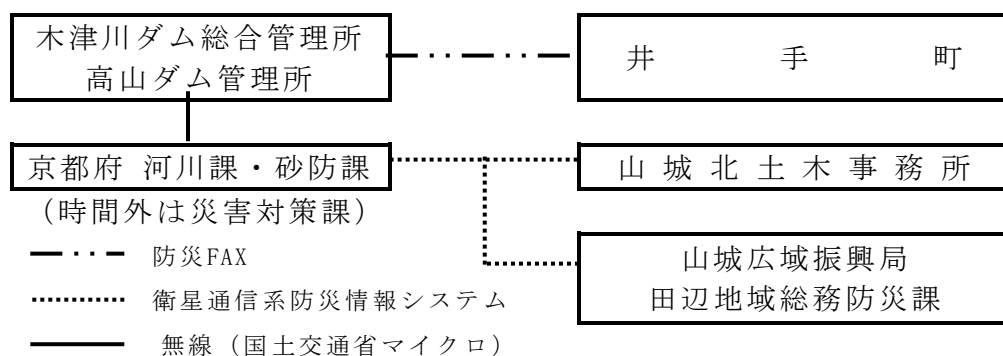 木津川ダム総合管理所
高山ダム管理所
井手町
京都府 河川課・砂防課
(時間外は災害対策課)
山城北土木事務所
山城広域振興局
田辺地域総務防災課
防災FAX
衛星通信系防災情報システム
無線(国土交通省マイクロ)